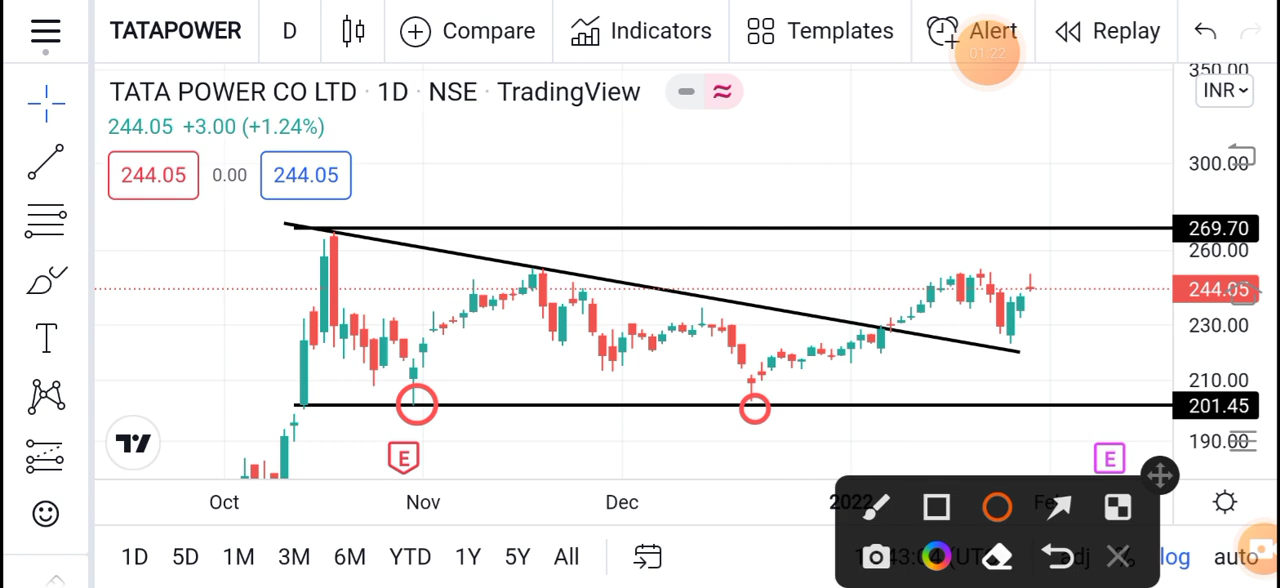 TATAPOWER D Compare Indicators Templates Alert Replay
01:22
350.00
TATA POWER CO LTD · 1D · NSE · TradingView
INR
244.05 +3.00 (+1.24%)
244.05 0.00 244.05
300.00
269.70
260.00
244.05
230.00
210.00
201.45
190.00
E E
Oct Nov Dec 2022
1D 5D 1M 3M 6M YTD 1Y 5Y All
adj % log auto